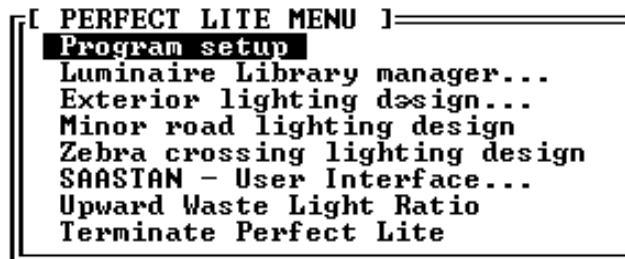 [ PERFECT LITE MENU ]
Program setup
Luminaire Library manager...
Exterior lighting design...
Minor road lighting design
Zebra crossing lighting design
SAASTAN - User Interface...
Upward Waste Light Ratio
Terminate Perfect Lite